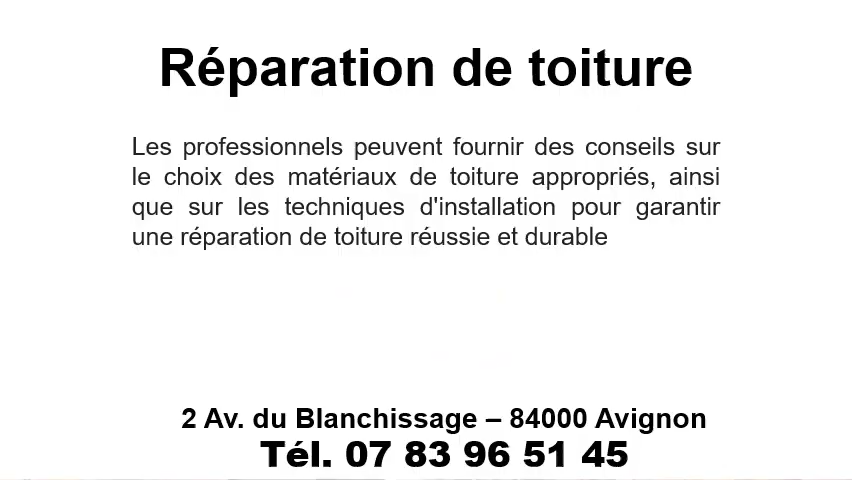 Réparation de toiture
Les professionnels peuvent fournir des conseils sur
le choix des matériaux de toiture appropriés, ainsi
que sur les techniques d'installation pour garantir
une réparation de toiture réussie et durable
2 Av. du Blanchissage – 84000 Avignon
Tél. 07 83 96 51 45